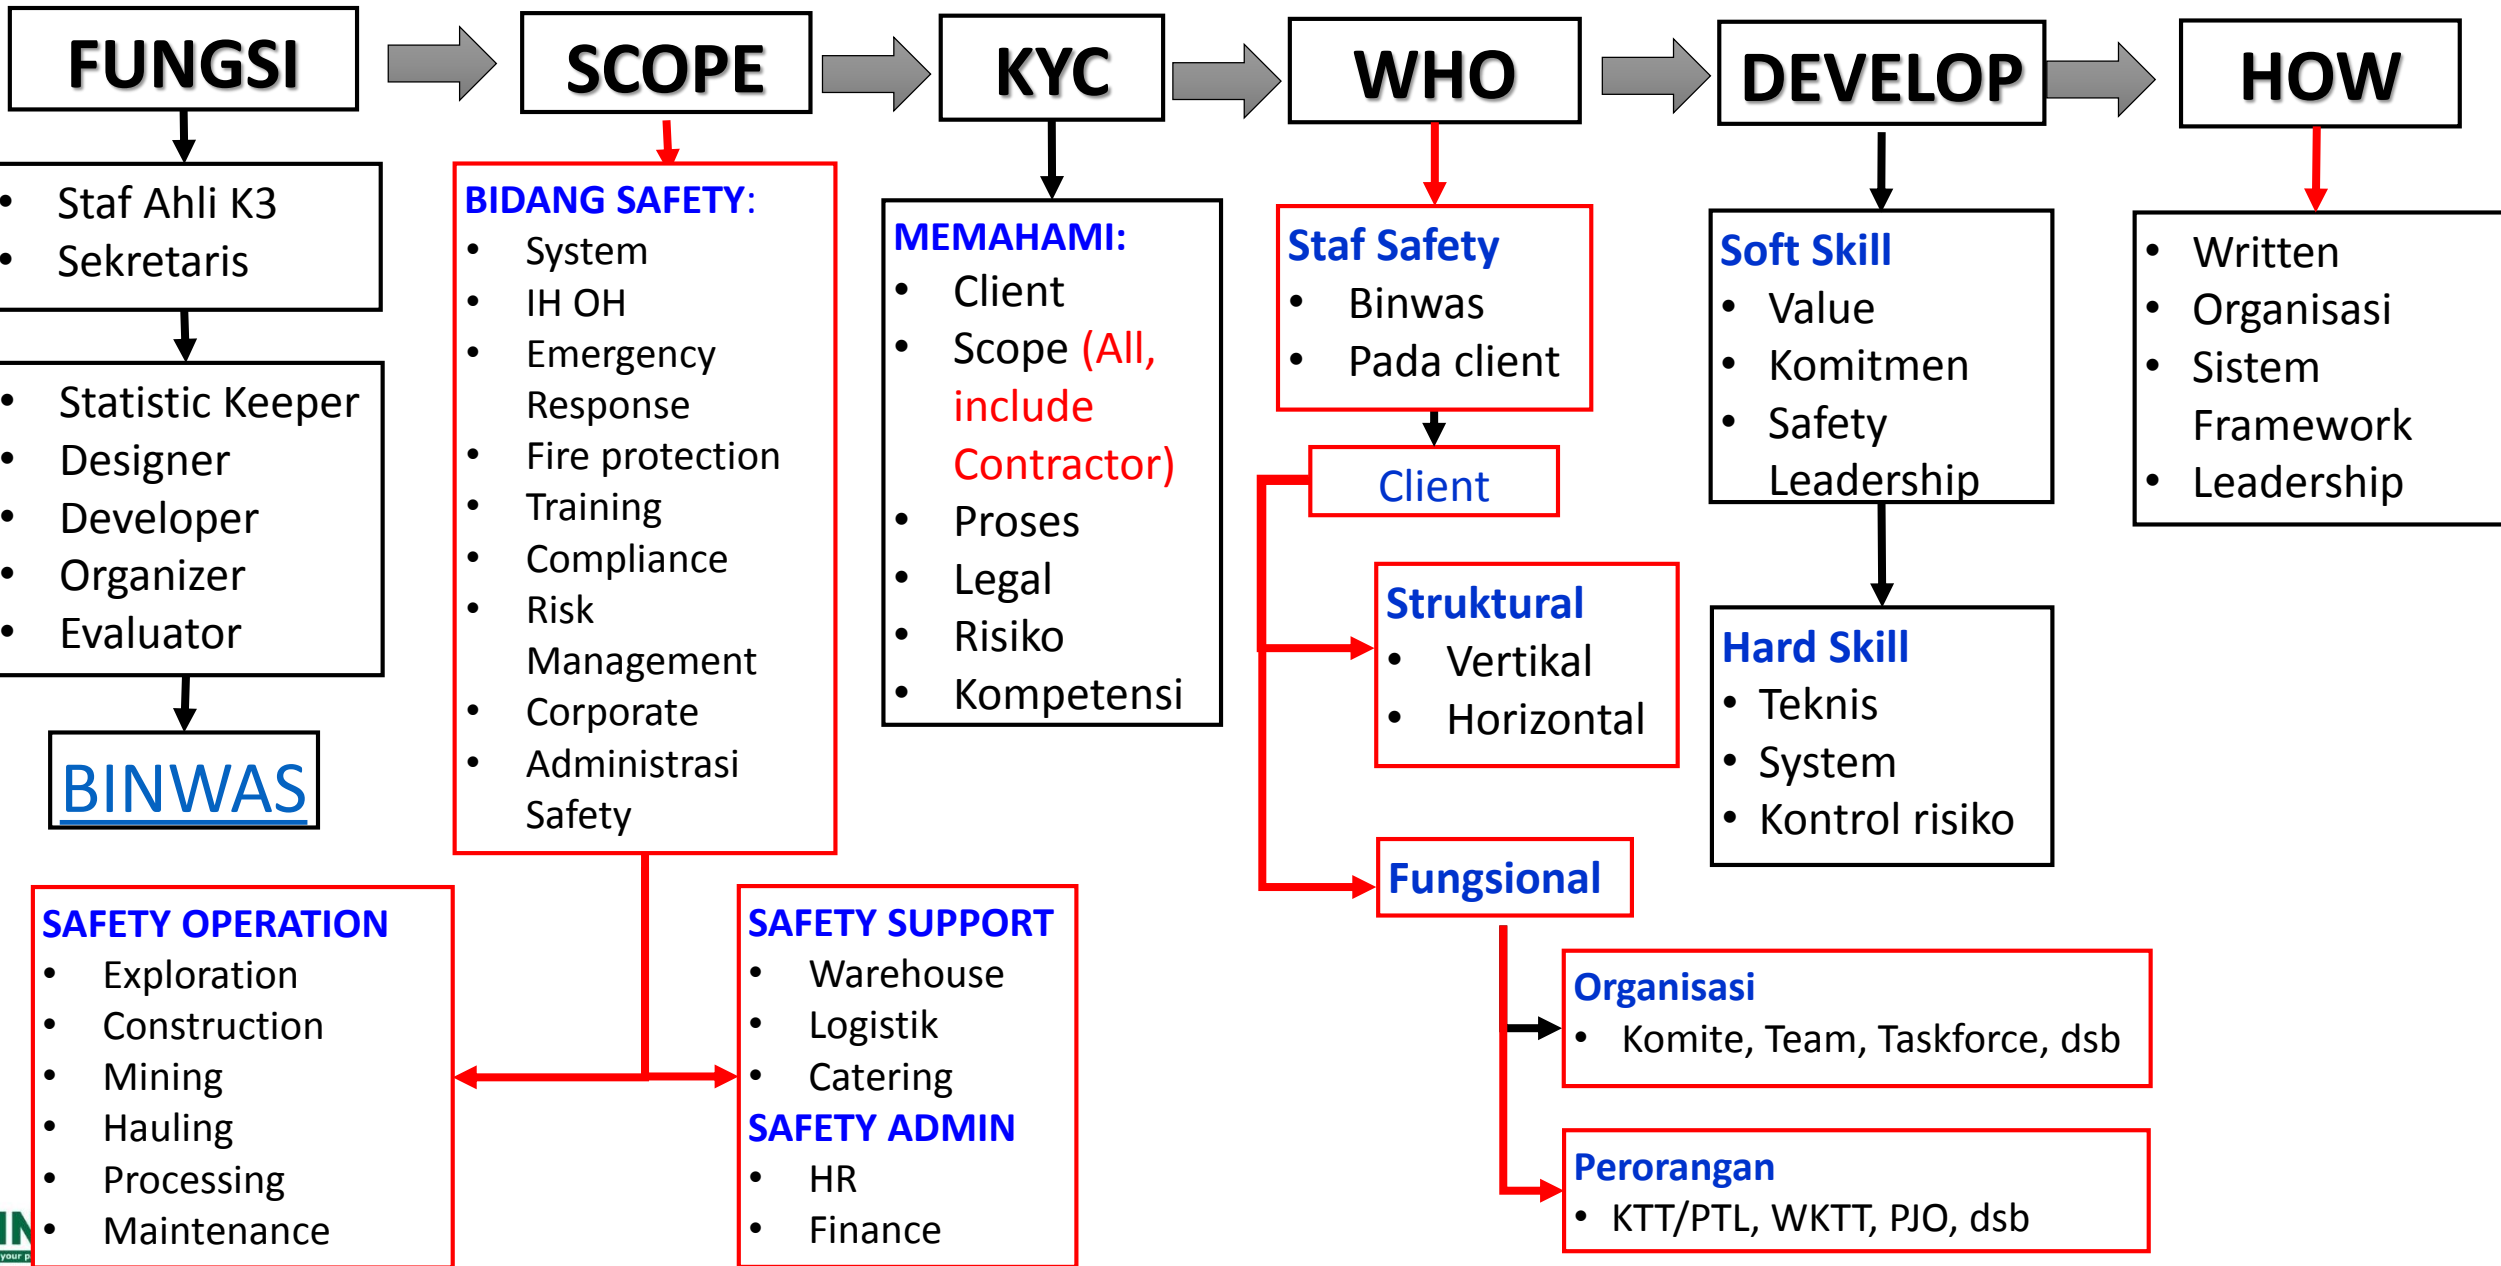 FUNGSI
SCOPE
KYC
WHO
DEVELOP
HOW
• Staf Ahli K3
• Sekretaris
• Statistic Keeper
• Designer
• Developer
• Organizer
• Evaluator
BINWAS
BIDANG SAFETY:
• System
• IH OH
• Emergency
Response
• Fire protection
• Training
• Compliance
• Risk
Management
• Corporate
• Administrasi
Safety
SAFETY OPERATION
• Exploration
• Construction
• Mining
• Hauling
• Processing
• Maintenance
SAFETY SUPPORT
• Warehouse
• Logistik
• Catering
SAFETY ADMIN
• HR
• Finance
MEMAHAMI:
• Client
• Scope (All,
include
Contractor)
• Proses
• Legal
• Risiko
• Kompetensi
Staf Safety
• Binwas
• Pada client
Client
Struktural
• Vertikal
• Horizontal
Fungsional
Organisasi
• Komite, Team, Taskforce, dsb
Perorangan
• KTT/PTL, WKTT, PJO, dsb
Soft Skill
• Value
• Komitmen
• Safety
Leadership
Hard Skill
• Teknis
• System
• Kontrol risiko
• Written
• Organisasi
• Sistem
Framework
• Leadership
your